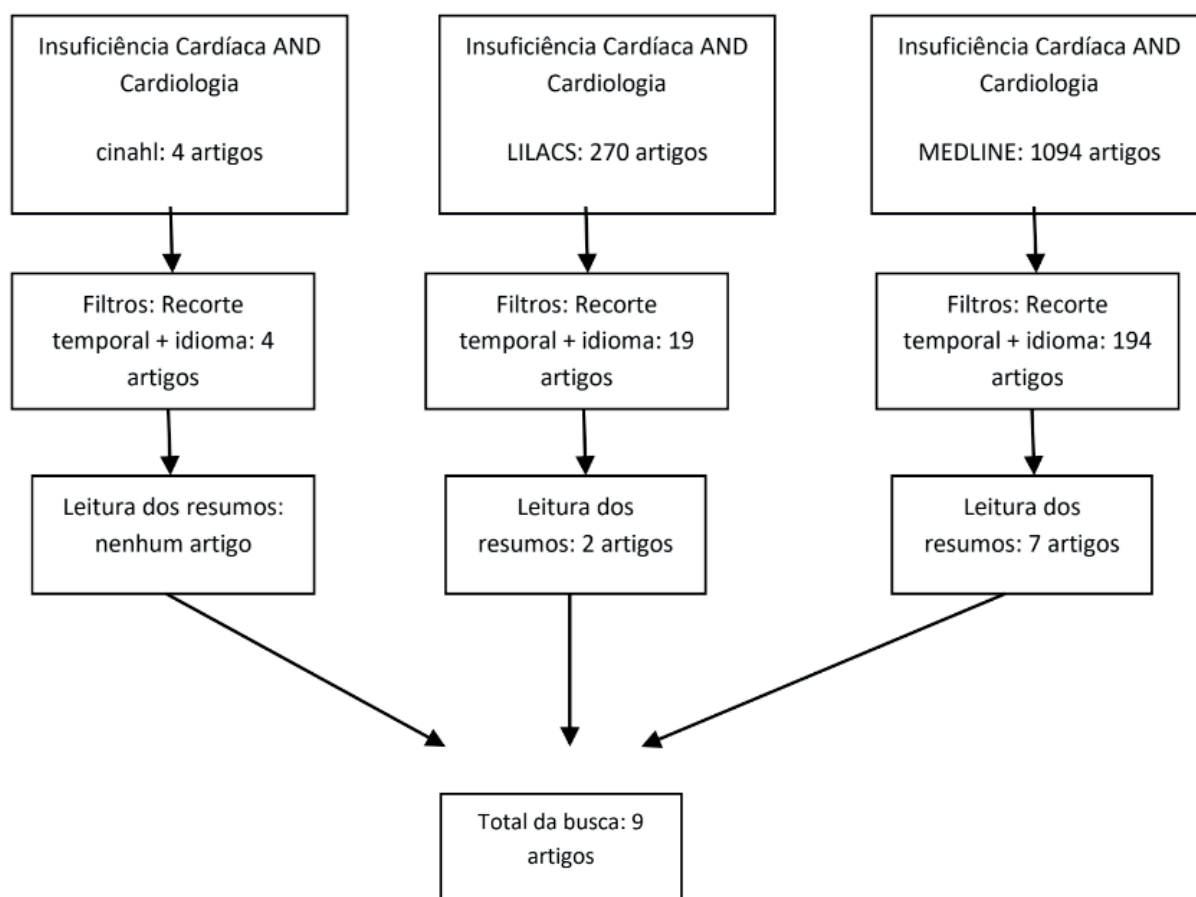 Insuficiência Cardíaca AND
Cardiologia
cinahl: 4 artigos
Insuficiência Cardíaca AND
Cardiologia
LILACS: 270 artigos
Insuficiência Cardíaca AND
Cardiologia
MEDLINE: 1094 artigos
Filtros: Recorte
temporal + idioma: 4
artigos
Filtros: Recorte
temporal + idioma: 19
artigos
Filtros: Recorte
temporal + idioma: 194
artigos
Leitura dos resumos:
nenhum artigo
Leitura dos
resumos: 2 artigos
Leitura dos
resumos: 7 artigos
Total da busca: 9
artigos